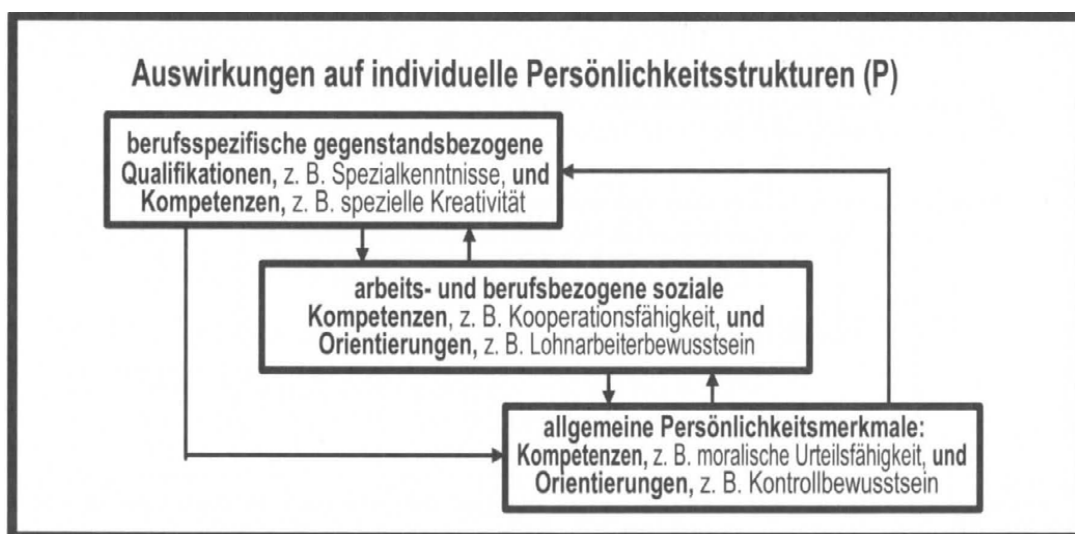 Auswirkungen auf individuelle Persönlichkeitsstrukturen (P)
berufsspezifische gegenstandsbezogene
Qualifikationen, z. B. Spezialkenntnisse, und
Kompetenzen, z. B. spezielle Kreativität
arbeits- und berufsbezogene soziale
Kompetenzen, z. B. Kooperationsfähigkeit, und
Orientierungen, z. B. Lohnarbeiterbewusstsein
allgemeine Persönlichkeitsmerkmale:
Kompetenzen, z. B. moralische Urteilsfähigkeit, und
Orientierungen, z. B. Kontrollbewusstsein